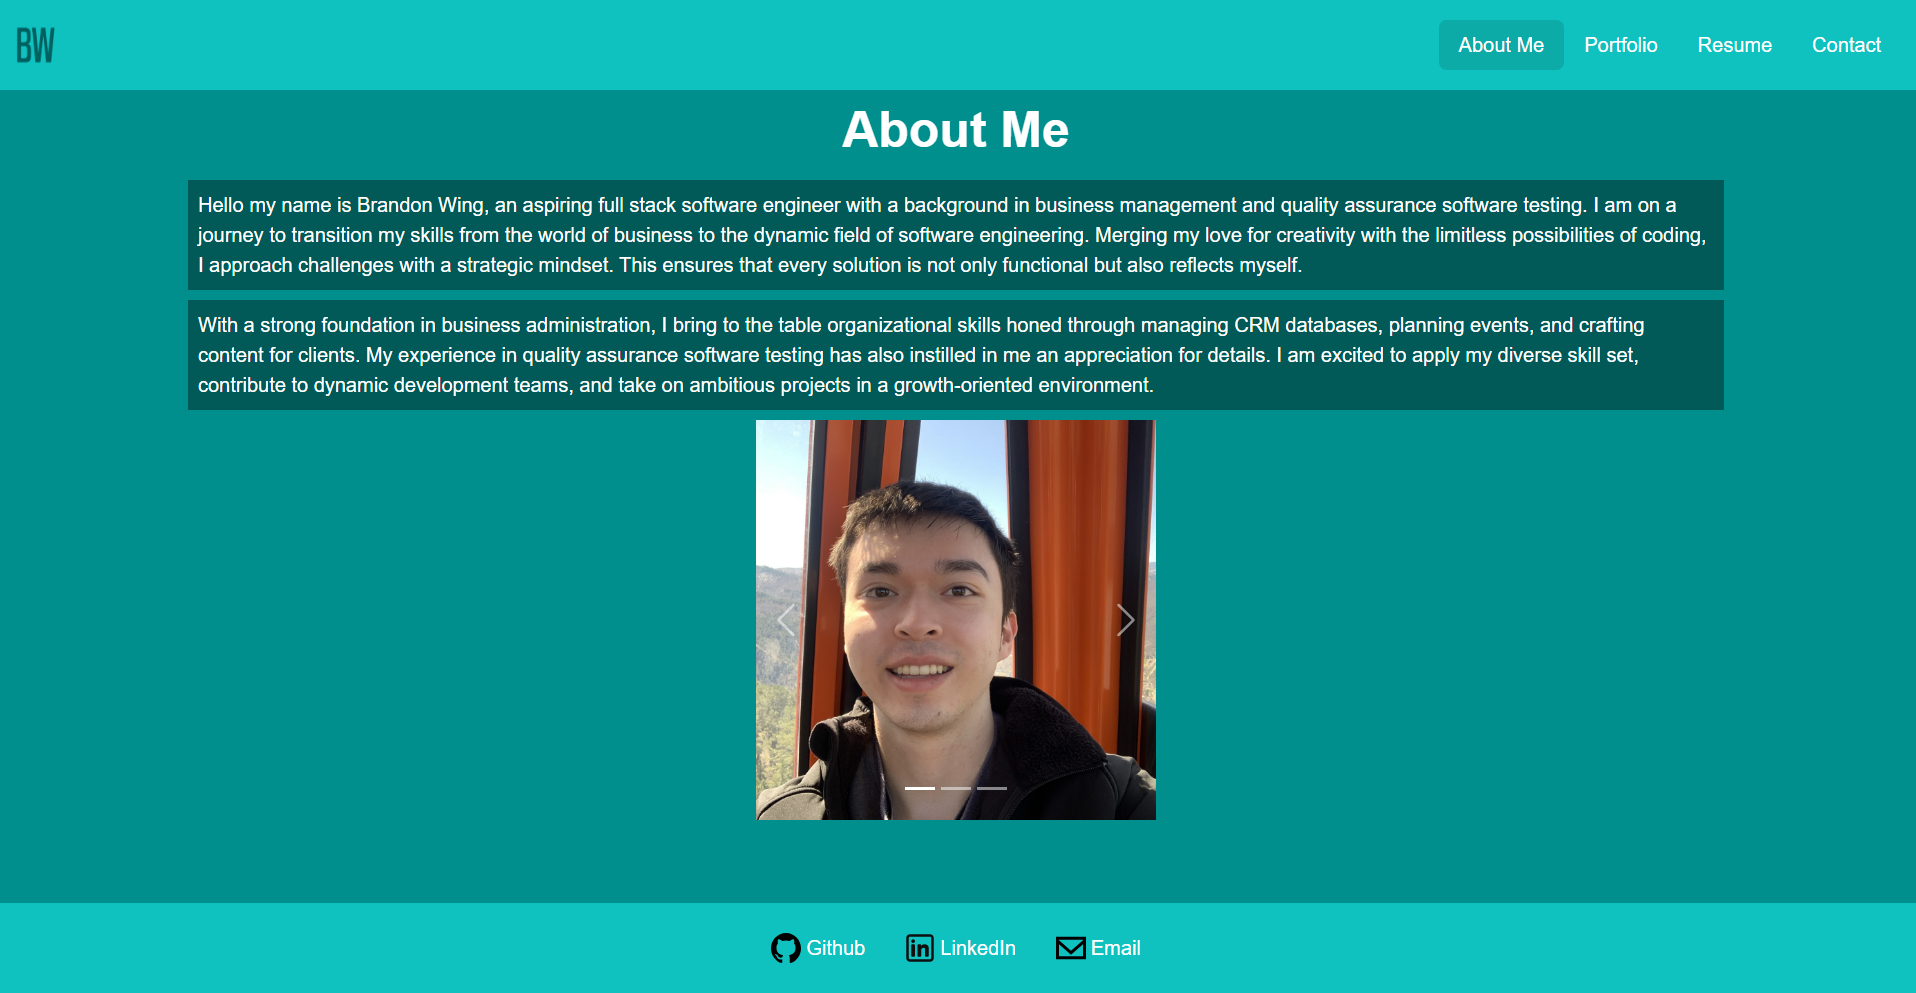 BW
About Me
Portfolio
Resume
Contact
About Me
Hello my name is Brandon Wing, an aspiring full stack software engineer with a background in business management and quality assurance software testing. I am on a
journey to transition my skills from the world of business to the dynamic field of software engineering. Merging my love for creativity with the limitless possibilities of coding,
I approach challenges with a strategic mindset. This ensures that every solution is not only functional but also reflects myself.
With a strong foundation in business administration, I bring to the table organizational skills honed through managing CRM databases, planning events, and crafting
content for clients. My experience in quality assurance software testing has also instilled in me an appreciation for details. I am excited to apply my diverse skill set,
contribute to dynamic development teams, and take on ambitious projects in a growth-oriented environment.
Github
in LinkedIn
Email